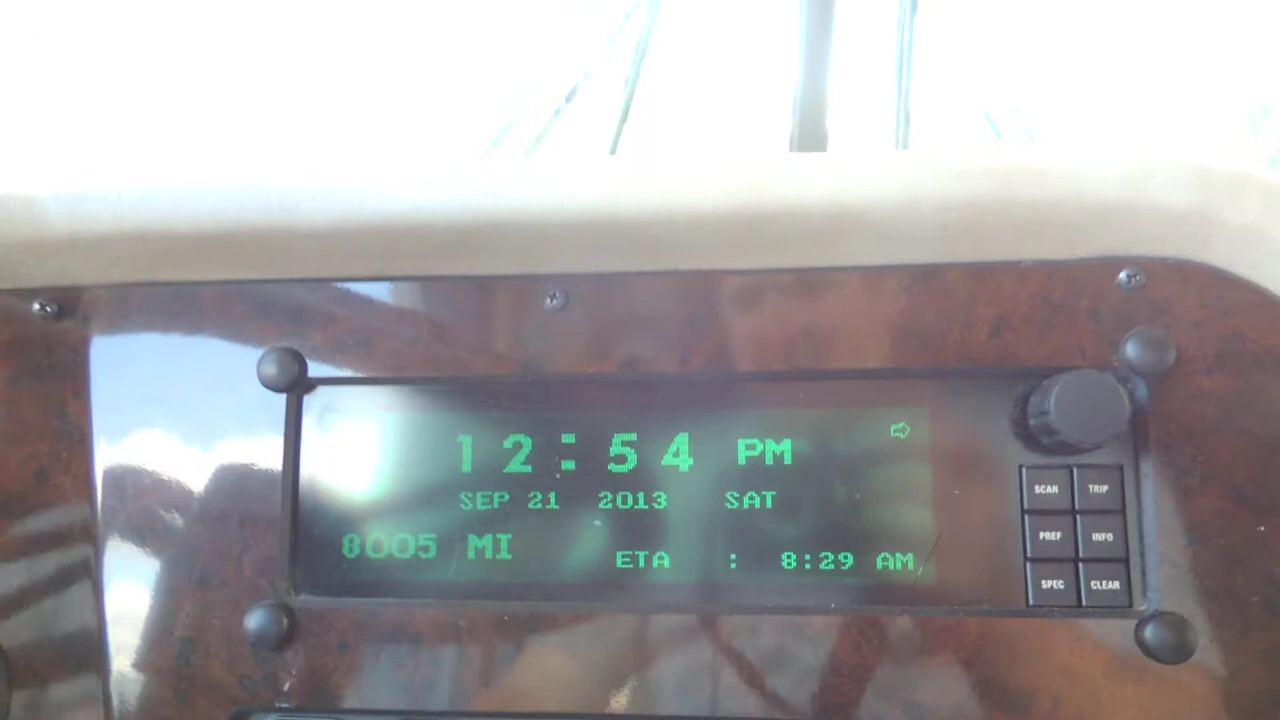 12:54 PM
SEP 21 2013 SAT
8005 MI
ETA : 8:29 AM
SCAN TRIP
PREF INFO
SPEC CLEAR